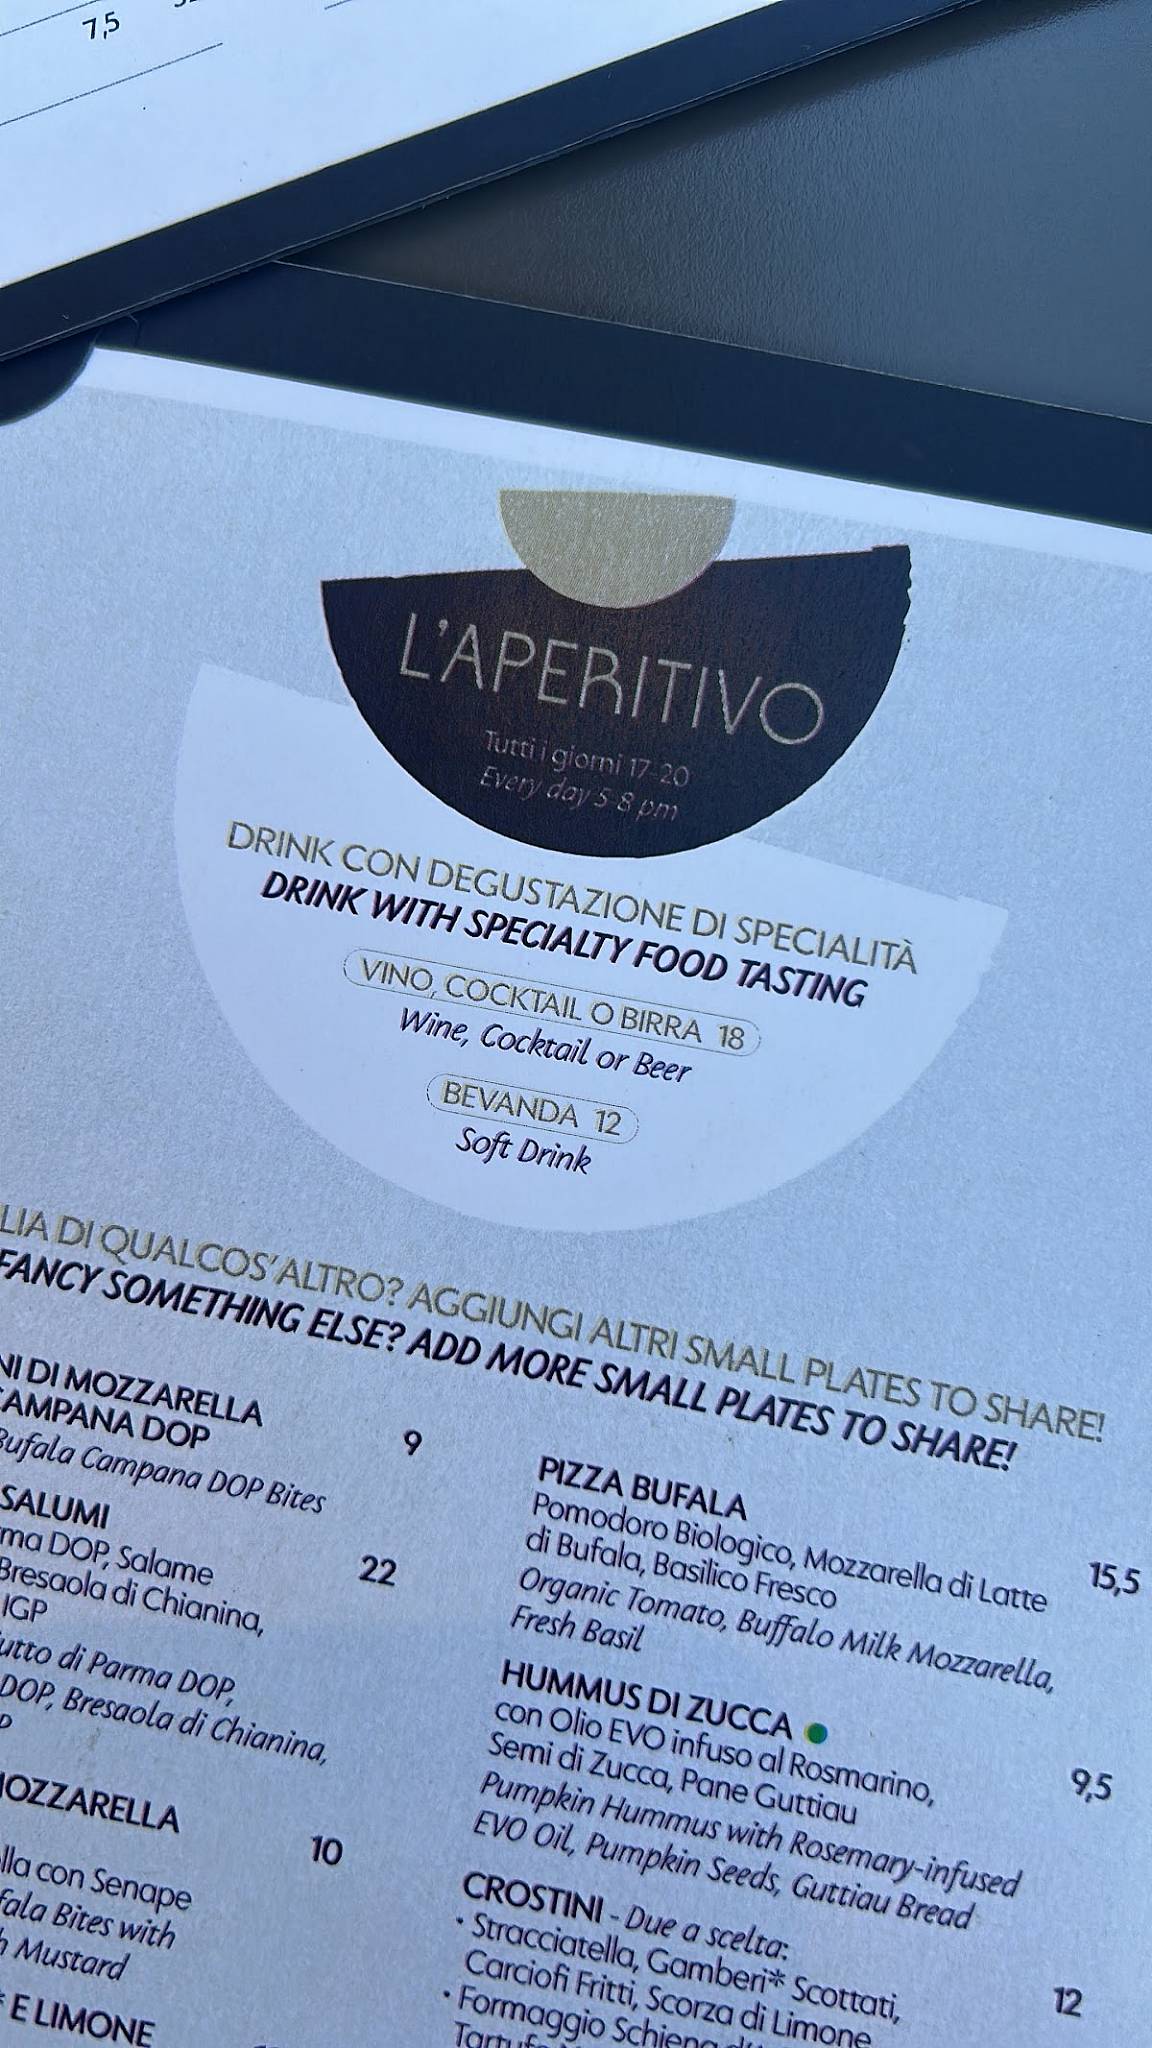 7,5
L'APERITIVO
Tutti i giorni 17-20
Every day 5-8 pm
DRINK CON DEGUSTAZIONE DI SPECIALITÀ
DRINK WITH SPECIALTY FOOD TASTING
VINO, COCKTAIL O BIRRA 18
Wine, Cocktail or Beer
BEVANDA 12
Soft Drink
LIA DI QUALCOS'ALTRO? AGGIUNGI ALTRI SMALL PLATES TO SHARE!
FANCY SOMETHING ELSE? ADD MORE SMALL PLATES TO SHARE!
NI DI MOZZARELLA
CAMPANA DOP 9
Bufala Campana DOP Bites
SALUMI
ma DOP, Salame 22
Bresaola di Chianina,
IGP
utto di Parma DOP,
DOP, Bresaola di Chianina,
P
MOZZARELLA
10
lla con Senape
fala Bites with
h Mustard
* E LIMONE
PIZZA BUFALA
Pomodoro Biologico, Mozzarella di Latte 15,5
di Bufala, Basilico Fresco
Organic Tomato, Buffalo Milk Mozzarella,
Fresh Basil
HUMMUS DI ZUCCA
con Olio EVO infuso al Rosmarino, 9,5
Semi di Zucca, Pane Guttiau
Pumpkin Hummus with Rosemary-infused
EVO Oil, Pumpkin Seeds, Guttiau Bread
CROSTINI - Due a scelta:
• Stracciatella, Gamberi* Scottati, 12
Carciofi Fritti, Scorza di Limone
• Formaggio Schiena